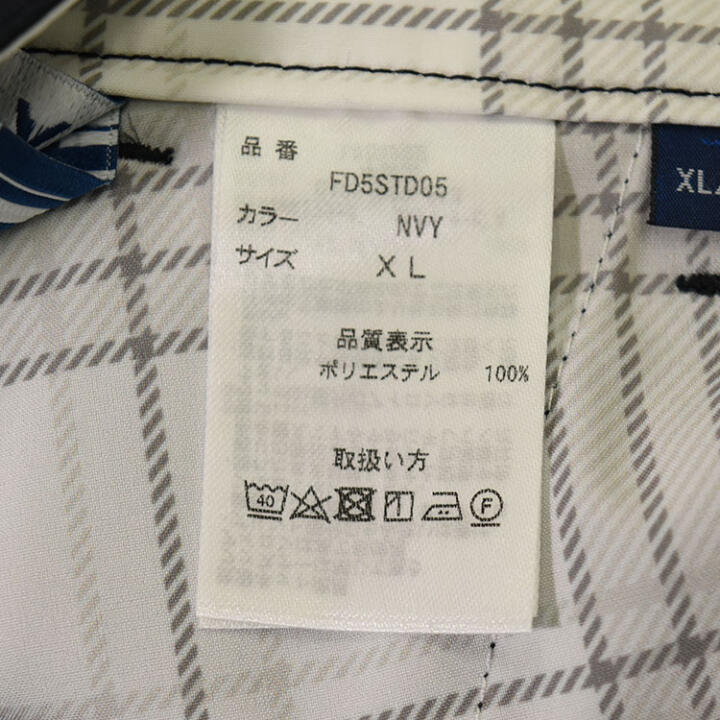 品番
FD5STD05
カラー NVY
サイズ XL
品質表示
ポリエステル 100%
取扱い方
40
F
XL